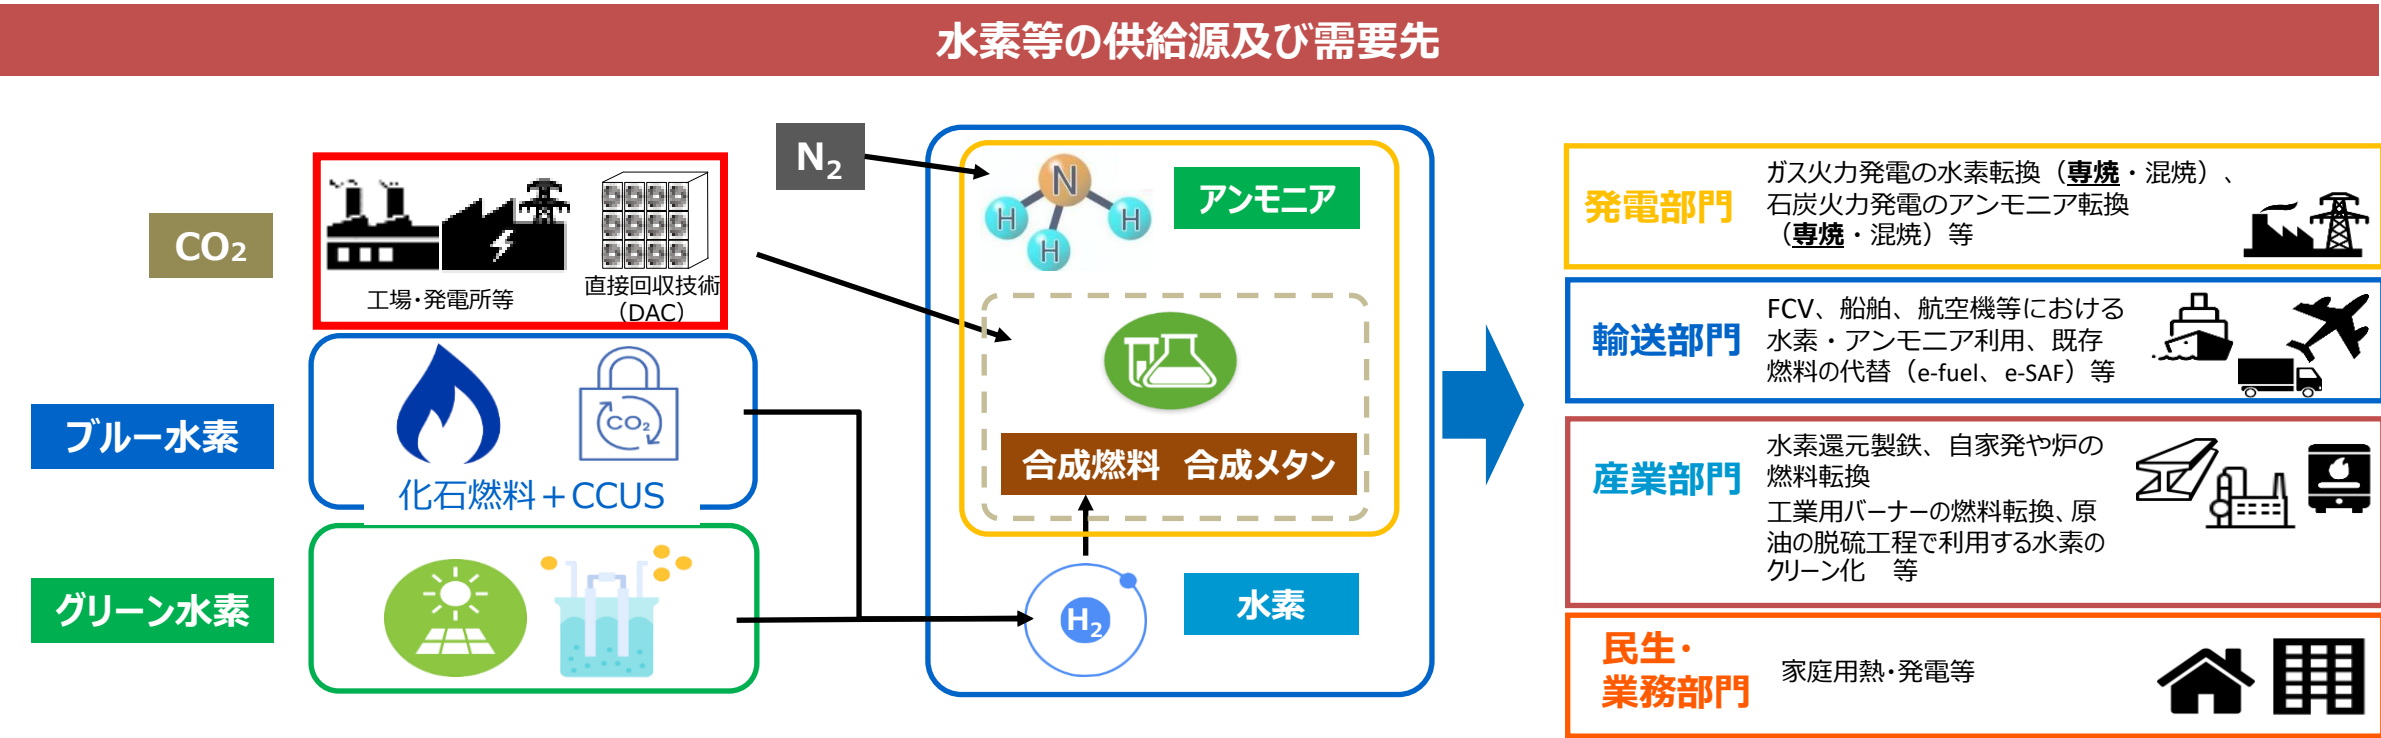 水素等の供給源及び需要先
CO₂
工場・発電所等
直接回収技術
（DAC）
ブルー水素
CO₂
化石燃料＋CCUS
グリーン水素
N₂
N
H
H
H
アンモニア
合成燃料 合成メタン
H₂
水素
発電部門
ガス火力発電の水素転換（専焼・混焼）、
石炭火力発電のアンモニア転換
（専焼・混焼）等
輸送部門
FCV、船舶、航空機等における
水素・アンモニア利用、既存
燃料の代替（e-fuel、e-SAF）等
産業部門
水素還元製鉄、自家発や炉の
燃料転換
工業用バーナーの燃料転換、原
油の脱硫工程で利用する水素の
クリーン化 等
民生・
業務部門
家庭用熱・発電等